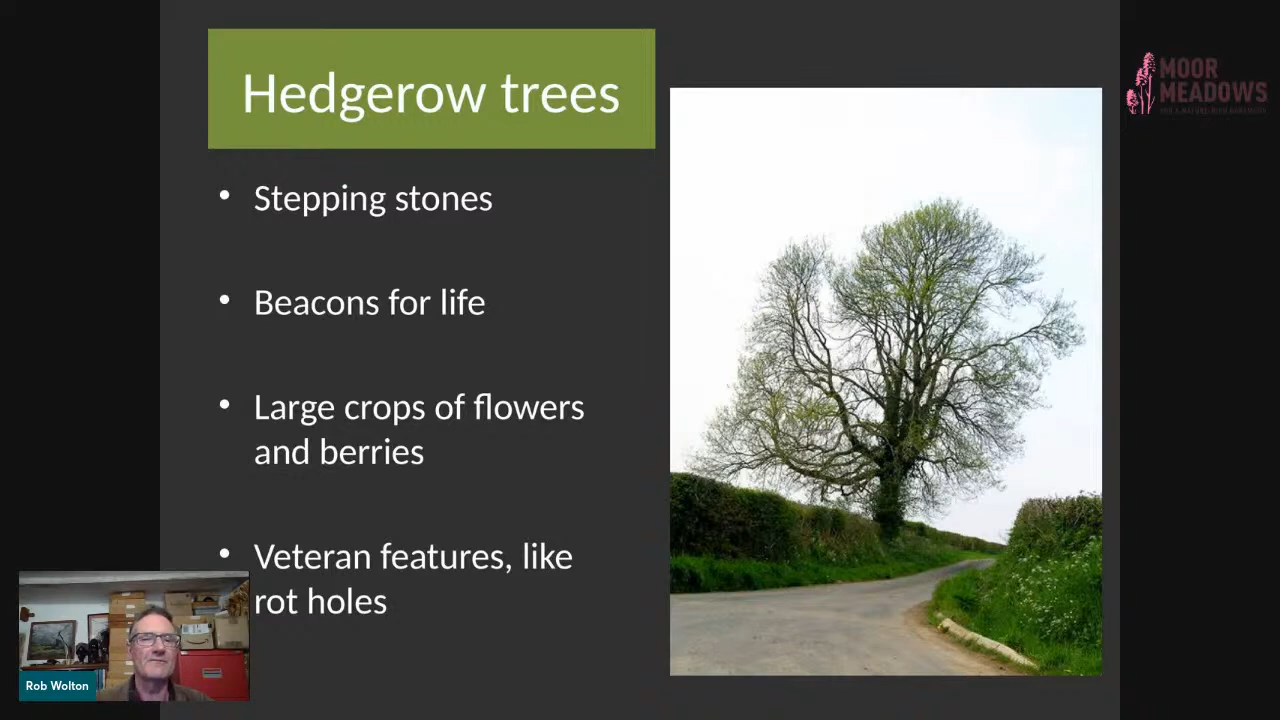 Hedgerow trees
• Stepping stones
• Beacons for life
• Large crops of flowers
and berries
• Veteran features, like
rot holes
MOOR
MEADOWS
Rob Wolton